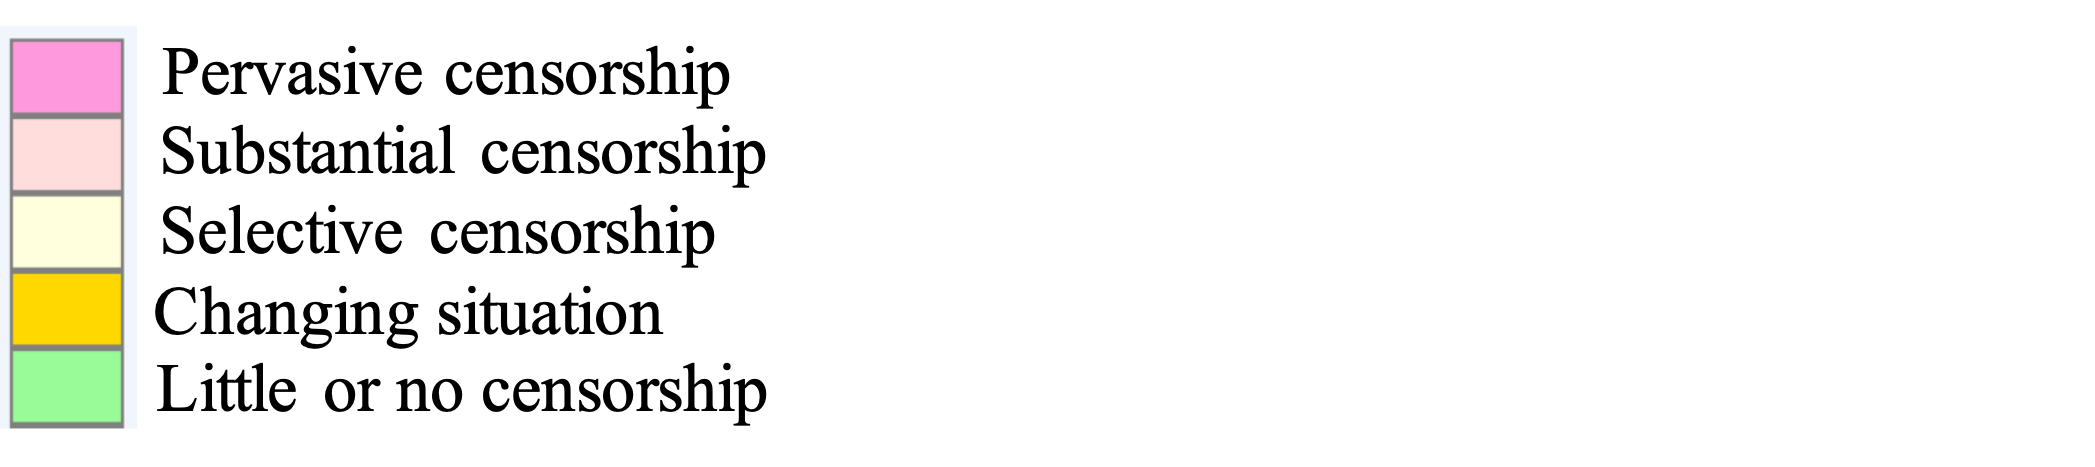 Pervasive censorship
Substantial censorship
Selective censorship
Changing situation
Little or no censorship